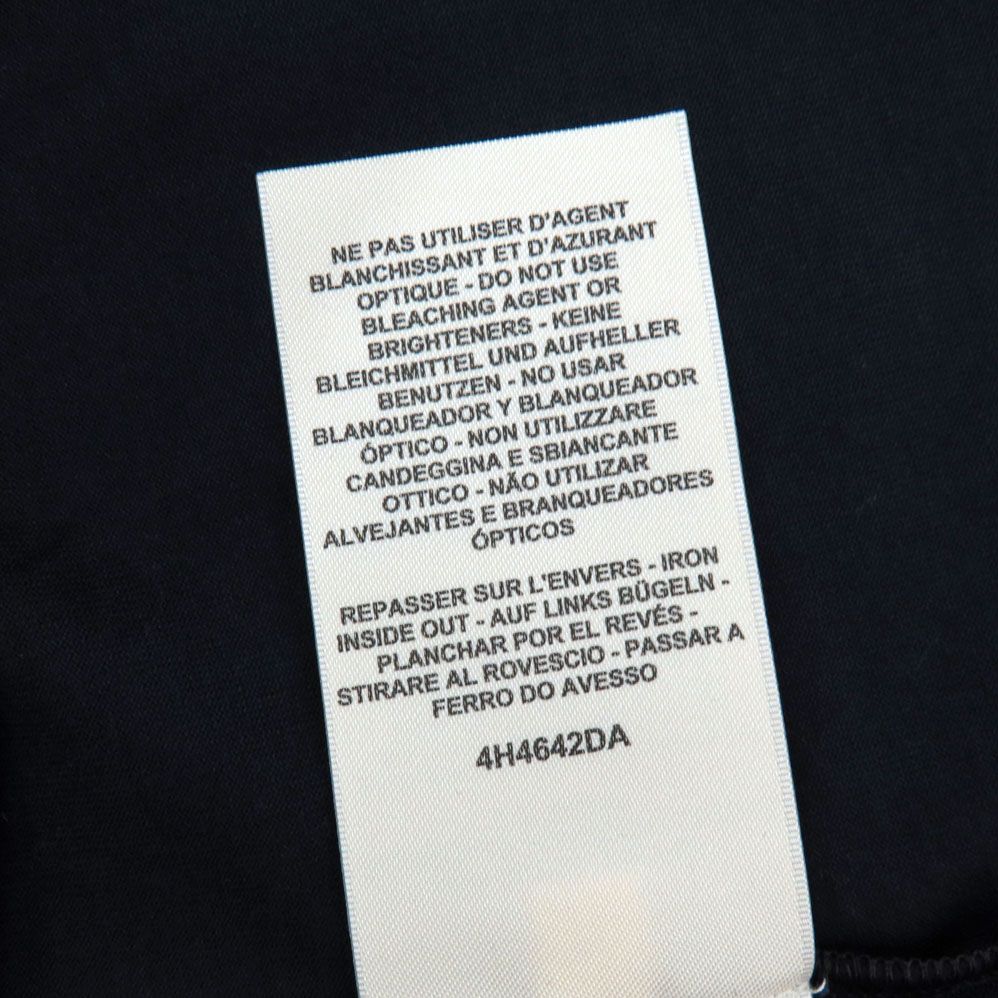 NE PAS UTILISER D'AGENT
BLANCHISSANT ET D'AZURANT
OPTIQUE - DO NOT USE
BLEACHING AGENT OR
BRIGHTENERS - KEINE
BLEICHMITTEL UND AUFHELLER
BENUTZEN - NO USAR
BLANQUEADOR Y BLANQUEADOR
ÓPTICO - NON UTILIZZARE
CANDEGGINA E SBIANCANTE
OTTICO - NÃO UTILIZAR
ALVEJANTES E BRANQUEADORES
ÓPTICOS
REPASSER SUR L'ENVERS - IRON
INSIDE OUT - AUF LINKS BÜGELN -
PLANCHAR POR EL REVÉS -
STIRARE AL ROVESCIO - PASSAR A
FERRO DO AVESSO
4H4642DA